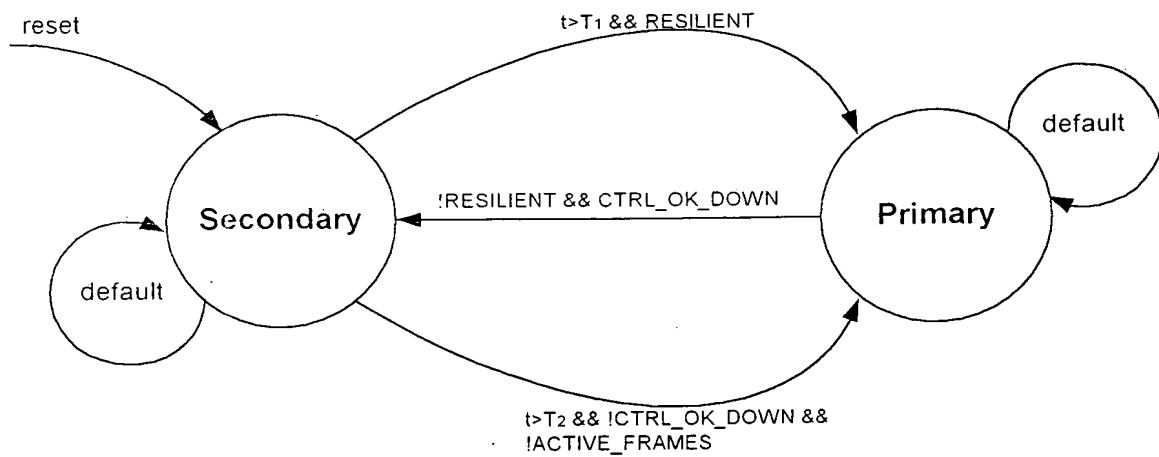 reset
t>T1 && RESILIENT
default
!RESILIENT && CTRL_OK_DOWN
Secondary
Primary
default
t>T2 && !CTRL_OK_DOWN &&
!ACTIVE_FRAMES